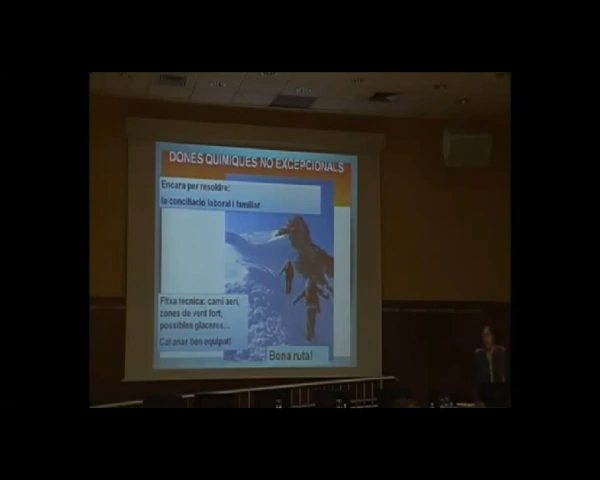 DONES QUIMIQUES NO EXCEPCIONALS
Encara per resoldre:
la conciliació laboral i familiar
Fitxa tècnica: camí aeri,
zones de vent fort,
possibles glaceres...
Cal anar ben equipat!
Bona ruta!